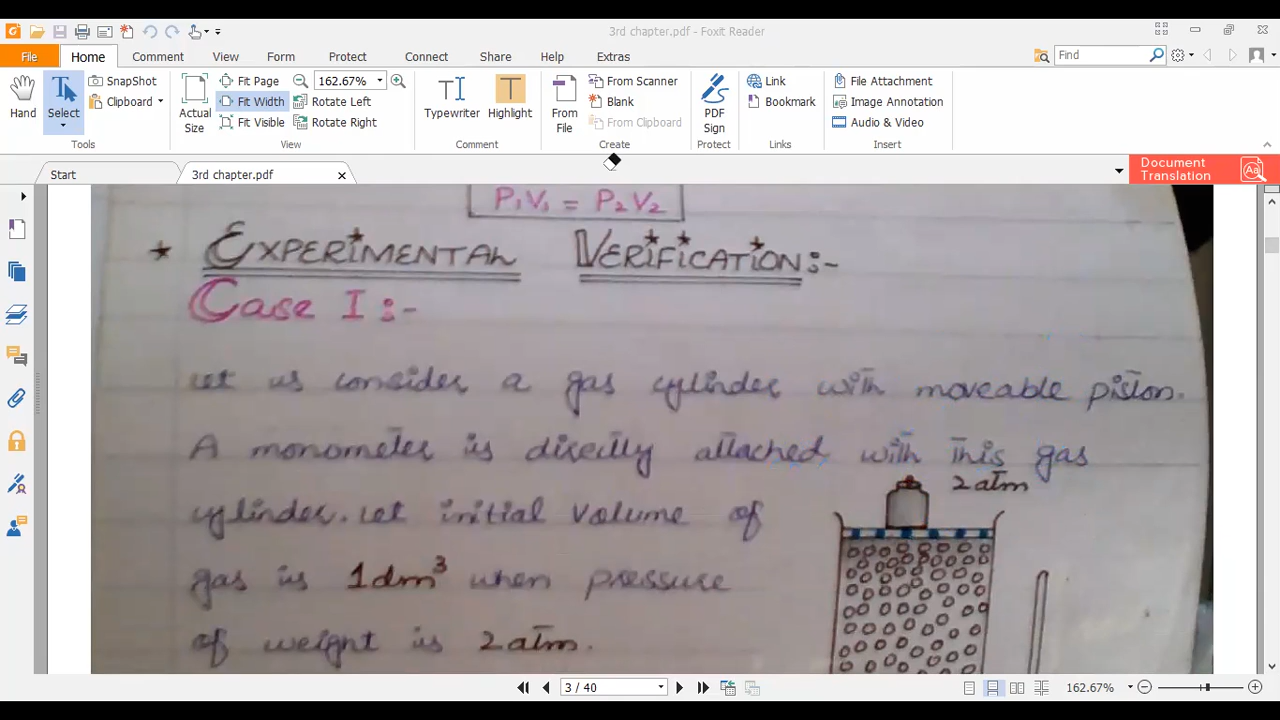 3rd chapter.pdf - Foxit Reader
File Home Comment View Form Protect Connect Share Help Extras Find
Hand Select SnapShot Clipboard Actual Size Fit Page Fit Width Fit Visible 162.67% Rotate Left Rotate Right Typewriter Highlight From File From Scanner Blank From Clipboard PDF Sign Link Bookmark File Attachment Image Annotation Audio & Video
Tools View Comment Create Protect Links Insert
Start 3rd chapter.pdf Document Translation
P₁V₁ = P₂V₂
EXPERIMENTAL VERIFICATION:-
CASE I :-
Let us consider a gas cylinder with moveable piston.
A monometer is directly attached with this gas
2 atm
cylinder. Let initial volume of
gas is 1dm³ when pressure
of weight is 2 atm.
3 / 40 162.67%